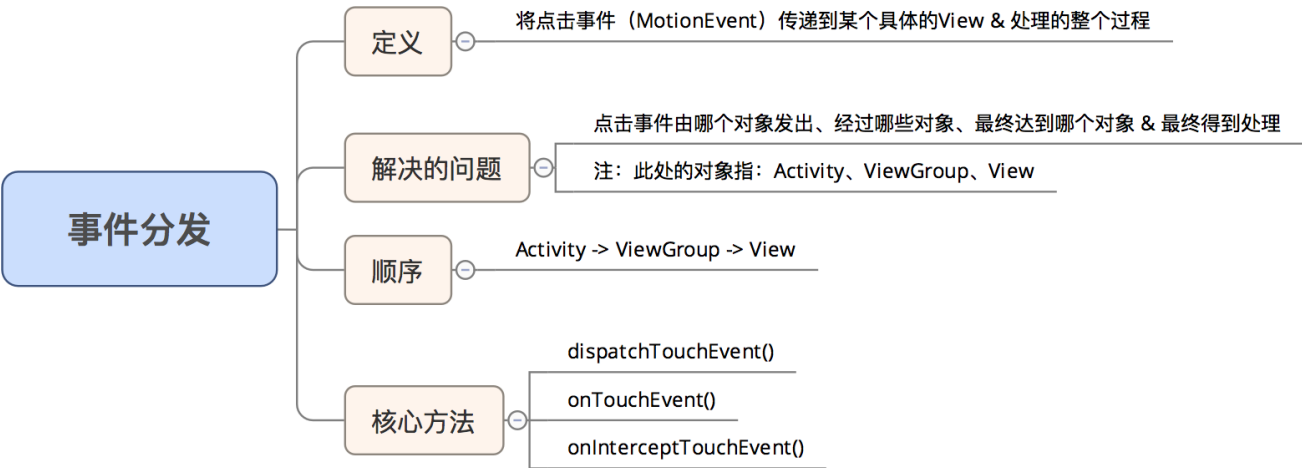 事件分发
定义
将点击事件（MotionEvent）传递到某个具体的View & 处理的整个过程
解决的问题
点击事件由哪个对象发出、经过哪些对象、最终达到哪个对象 & 最终得到处理
注：此处的对象指：Activity、ViewGroup、View
顺序
Activity -> ViewGroup -> View
核心方法
dispatchTouchEvent()
onTouchEvent()
onInterceptTouchEvent()